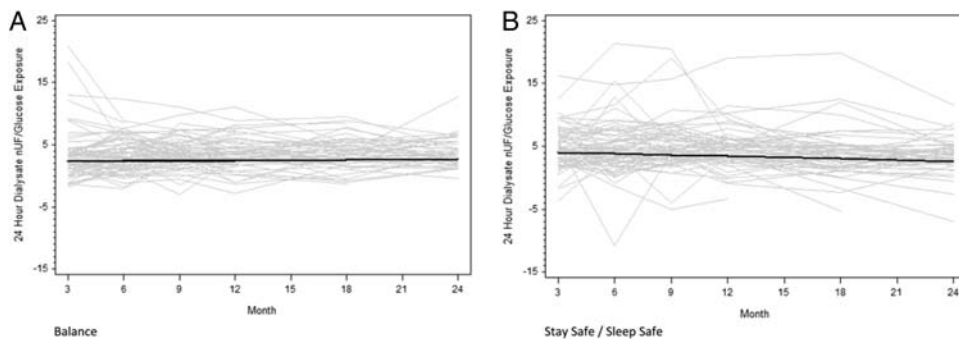 A
24 Hour Dialysate nUF/Glucose Exposure
25
15
5
-5
-15
3 6 9 12 15 18 21 24
Month
Balance
B
24 Hour Dialysate nUF/Glucose Exposure
25
15
5
-5
-15
3 6 9 12 15 18 21 24
Month
Stay Safe / Sleep Safe